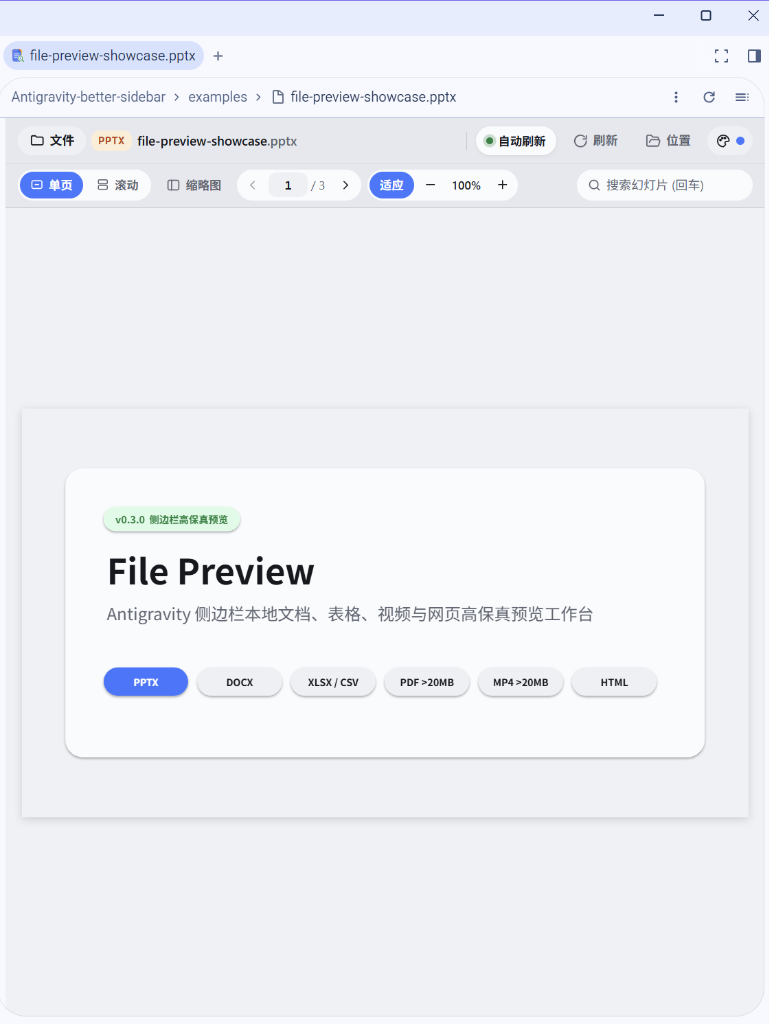 file-preview-showcase.pptx
Antigravity-better-sidebar > examples > file-preview-showcase.pptx
文件 PPTX file-preview-showcase.pptx 自动刷新 刷新 位置
单页 滚动 缩略图 1 / 3 适应 100% 搜索幻灯片 (回车)
v0.3.0 侧边栏高保真预览
File Preview
Antigravity 侧边栏本地文档、表格、视频与网页高保真预览工作台
PPTX DOCX XLSX / CSV PDF >20MB MP4 >20MB HTML